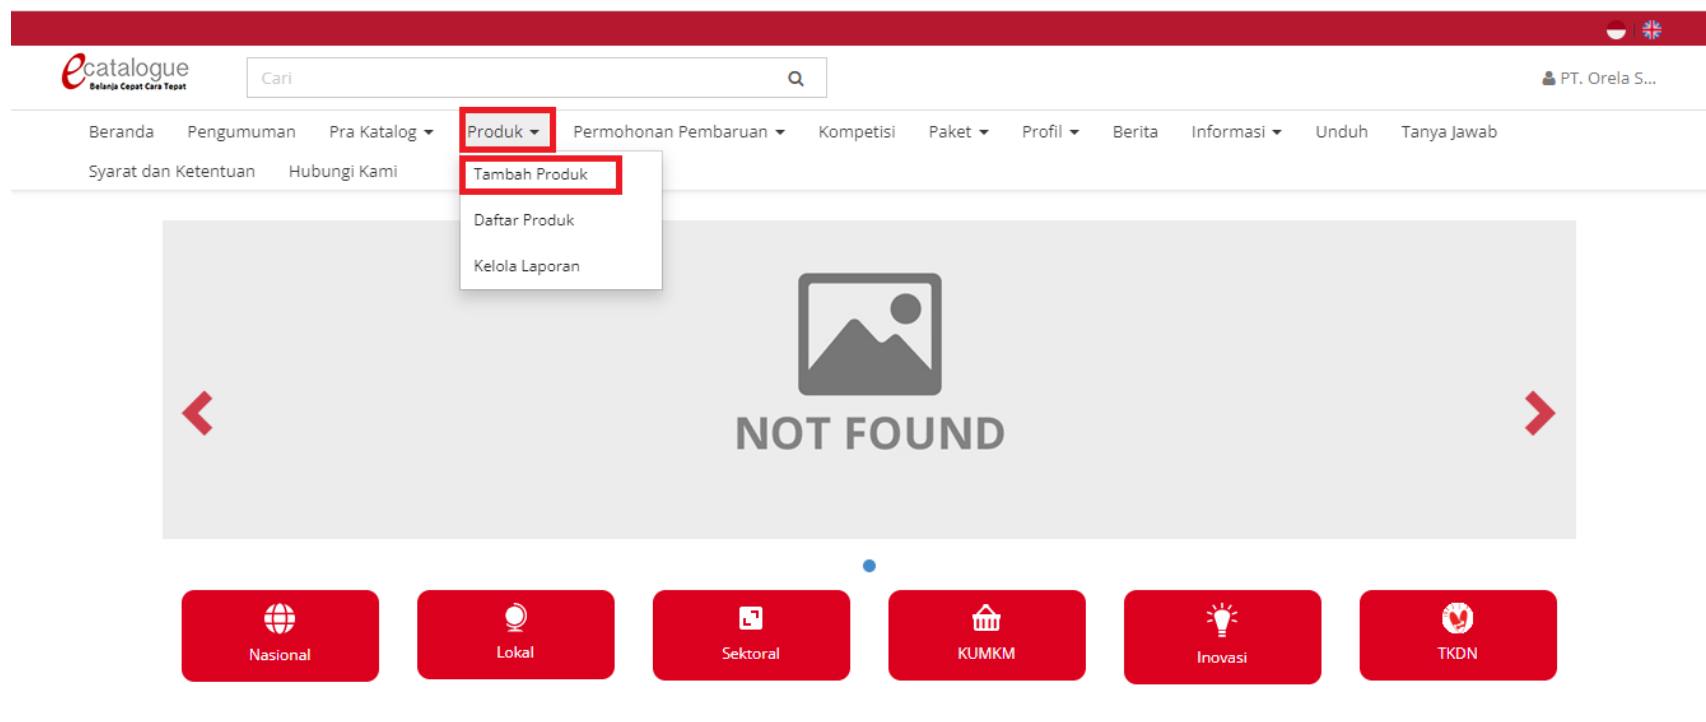 ecatalogue
Belanja Cepat Cara Tepat
Cari
PT. Orela S...
Beranda Pengumuman Pra Katalog Produk Permohonan Pembaruan Kompetisi Paket Profil Berita Informasi Unduh Tanya Jawab
Syarat dan Ketentuan Hubungi Kami
Tambah Produk
Daftar Produk
Kelola Laporan
NOT FOUND
Nasional Lokal Sektoral KUMKM Inovasi TKDN